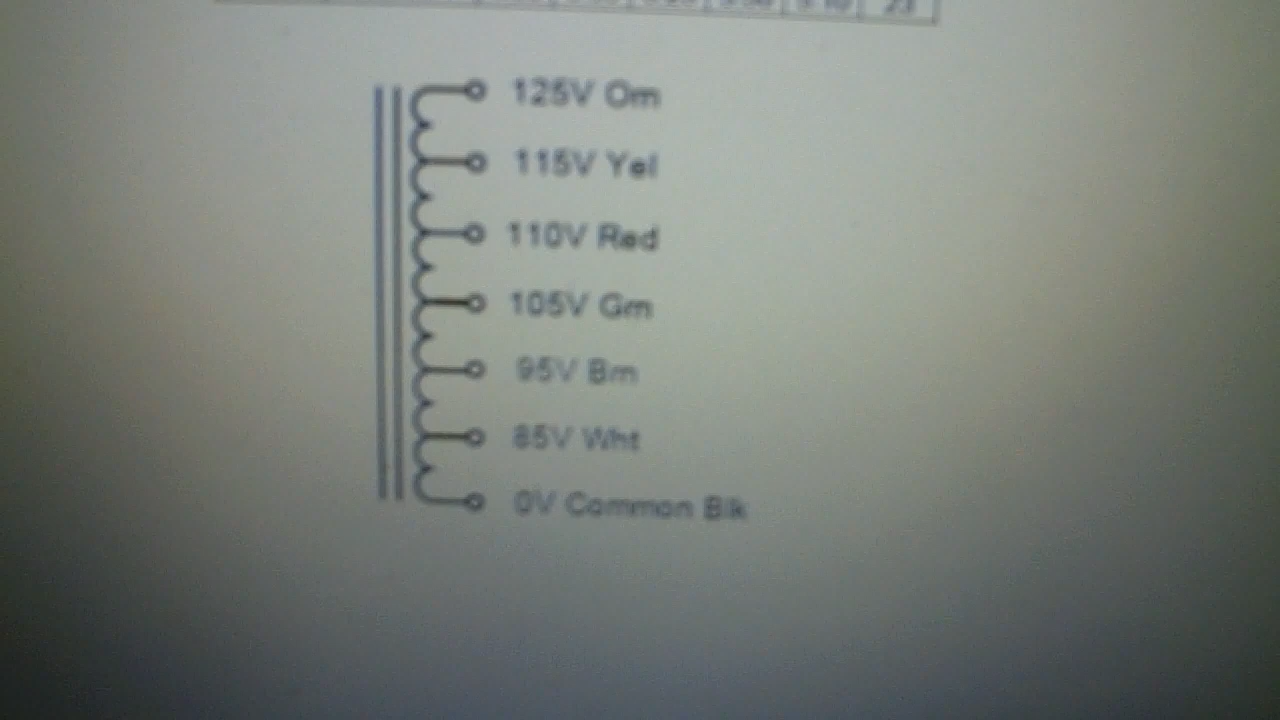 125V Orn
115V Yel
110V Red
105V Grn
95V Brn
85V Wht
0V Common Blk